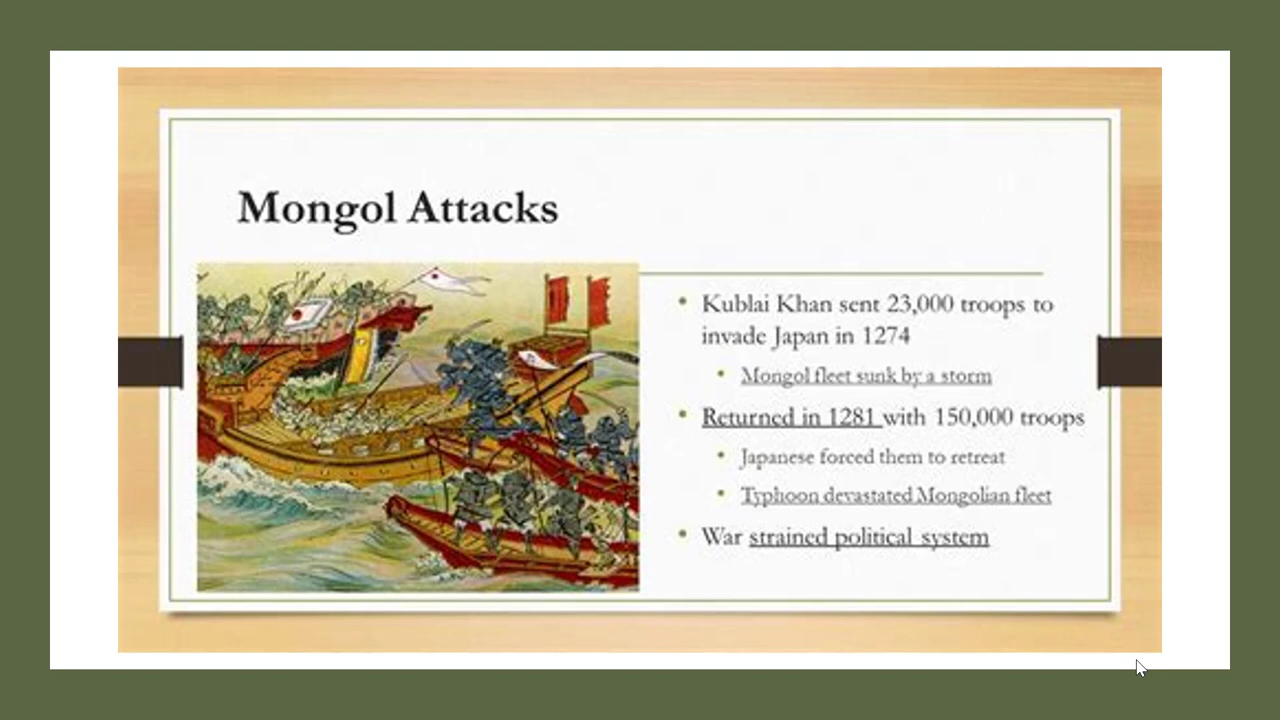 Mongol Attacks
Kublai Khan sent 23,000 troops to
invade Japan in 1274
Mongol fleet sunk by a storm
Returned in 1281 with 150,000 troops
Japanese forced them to retreat
Typhoon devastated Mongolian fleet
War strained political system